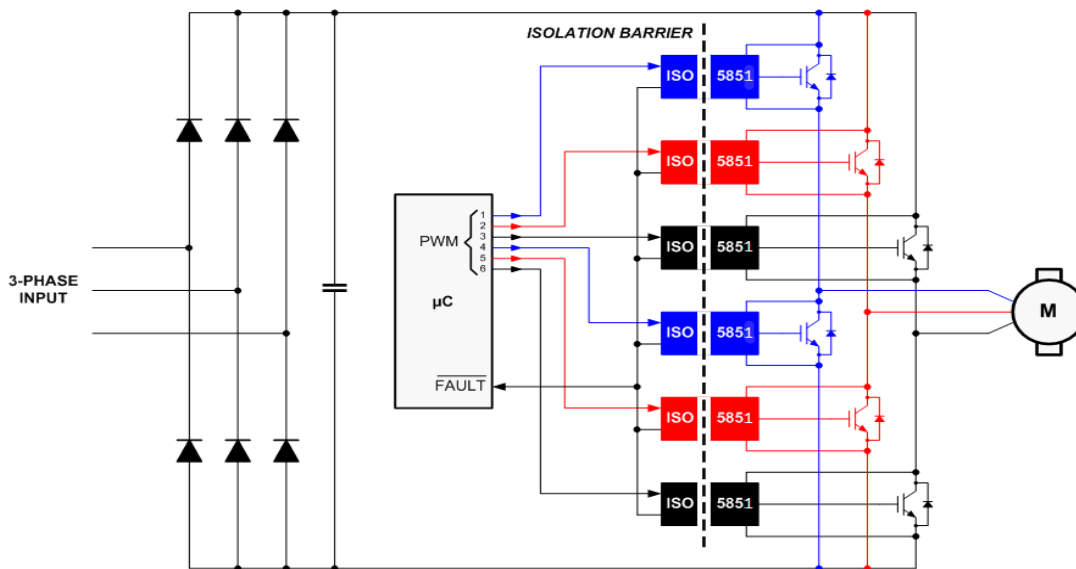 ISOLATION BARRIER
ISO 5851
ISO 5851
1
2
PWM 3
4
5
6
ISO 5851
3-PHASE
INPUT
µC
ISO 5851
M
FAULT
ISO 5851
ISO 5851